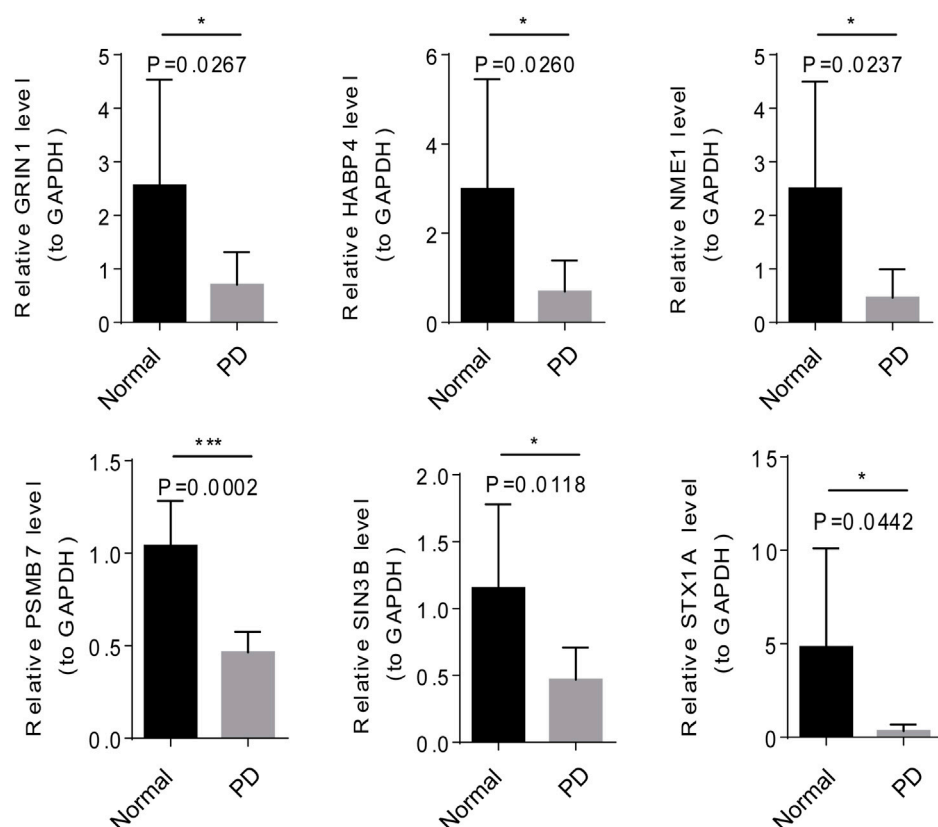 *
P=0.0267
Relative GRIN1 level
(to GAPDH)
5
4
3
2
1
0
Normal
PD
*
P=0.0260
Relative HABP4 level
(to GAPDH)
6
4
2
0
Normal
PD
*
P=0.0237
Relative NME1 level
(to GAPDH)
5
4
3
2
1
0
Normal
PD
***
P=0.0002
Relative PSMB7 level
(to GAPDH)
1.5
1.0
0.5
0.0
Normal
PD
*
P=0.0118
Relative SIN3B level
(to GAPDH)
2.0
1.5
1.0
0.5
0.0
Normal
PD
*
P=0.0442
Relative STX1A level
(to GAPDH)
15
10
5
0
Normal
PD